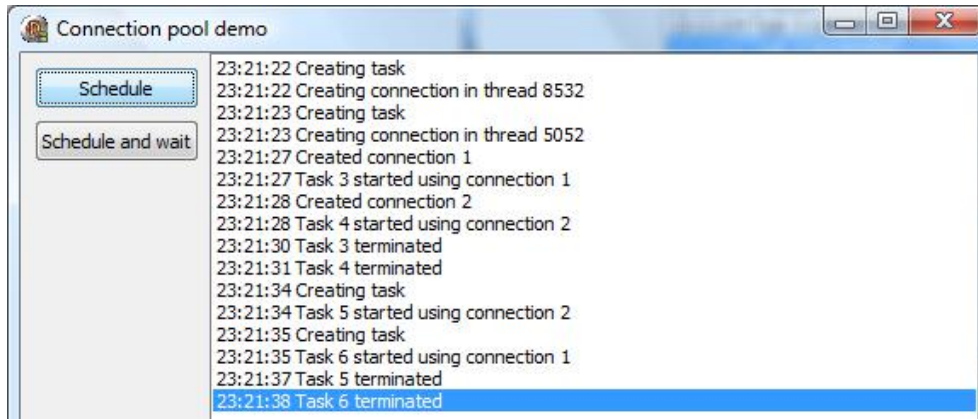 Connection pool demo
Schedule
Schedule and wait
23:21:22 Creating task
23:21:22 Creating connection in thread 8532
23:21:23 Creating task
23:21:23 Creating connection in thread 5052
23:21:27 Created connection 1
23:21:27 Task 3 started using connection 1
23:21:28 Created connection 2
23:21:28 Task 4 started using connection 2
23:21:30 Task 3 terminated
23:21:31 Task 4 terminated
23:21:34 Creating task
23:21:34 Task 5 started using connection 2
23:21:35 Creating task
23:21:35 Task 6 started using connection 1
23:21:37 Task 5 terminated
23:21:38 Task 6 terminated